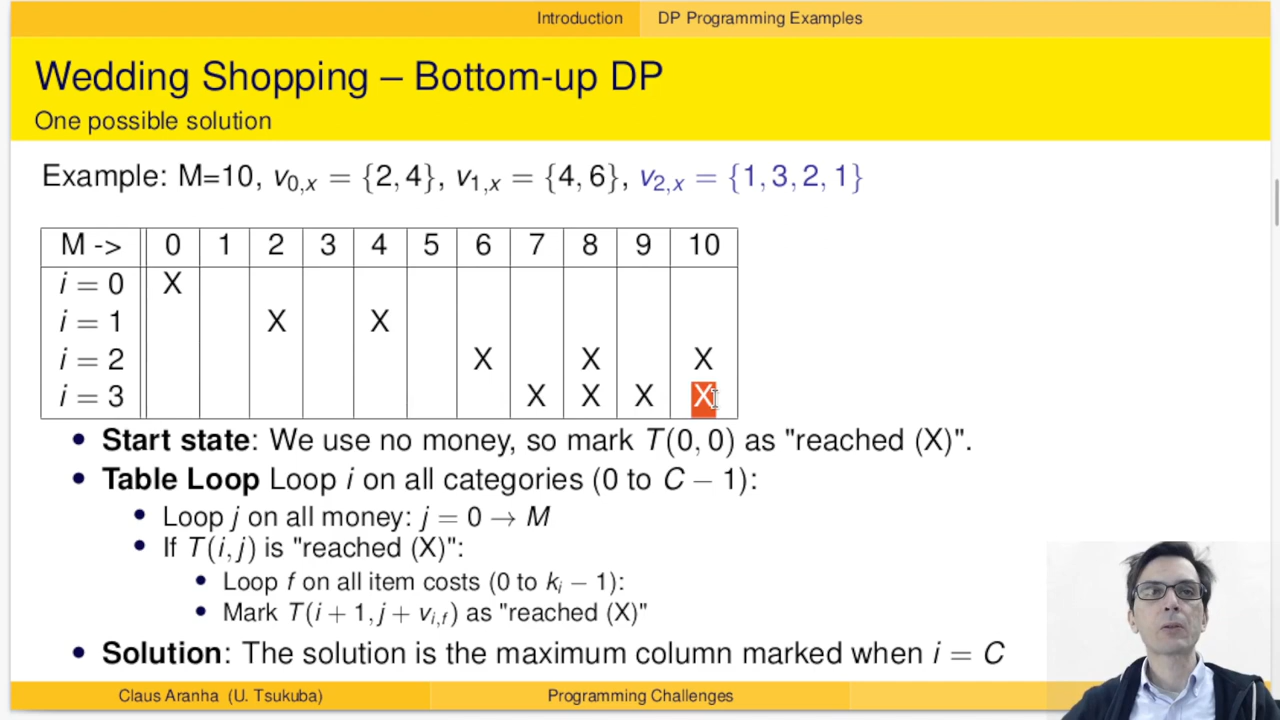 Introduction DP Programming Examples
Wedding Shopping – Bottom-up DP
One possible solution
Example: M=10, v0,x = {2, 4}, v1,x = {4, 6}, v2,x = {1, 3, 2, 1}
M -> 0 1 2 3 4 5 6 7 8 9 10
i = 0 X
i = 1 X X
i = 2 X X X
i = 3 X X X X
• Start state: We use no money, so mark T(0, 0) as "reached (X)".
• Table Loop Loop i on all categories (0 to C − 1):
• Loop j on all money: j = 0 → M
• If T(i, j) is "reached (X)":
• Loop f on all item costs (0 to ki − 1):
• Mark T(i + 1, j + vi,f) as "reached (X)"
• Solution: The solution is the maximum column marked when i = C
Claus Aranha (U. Tsukuba) Programming Challenges